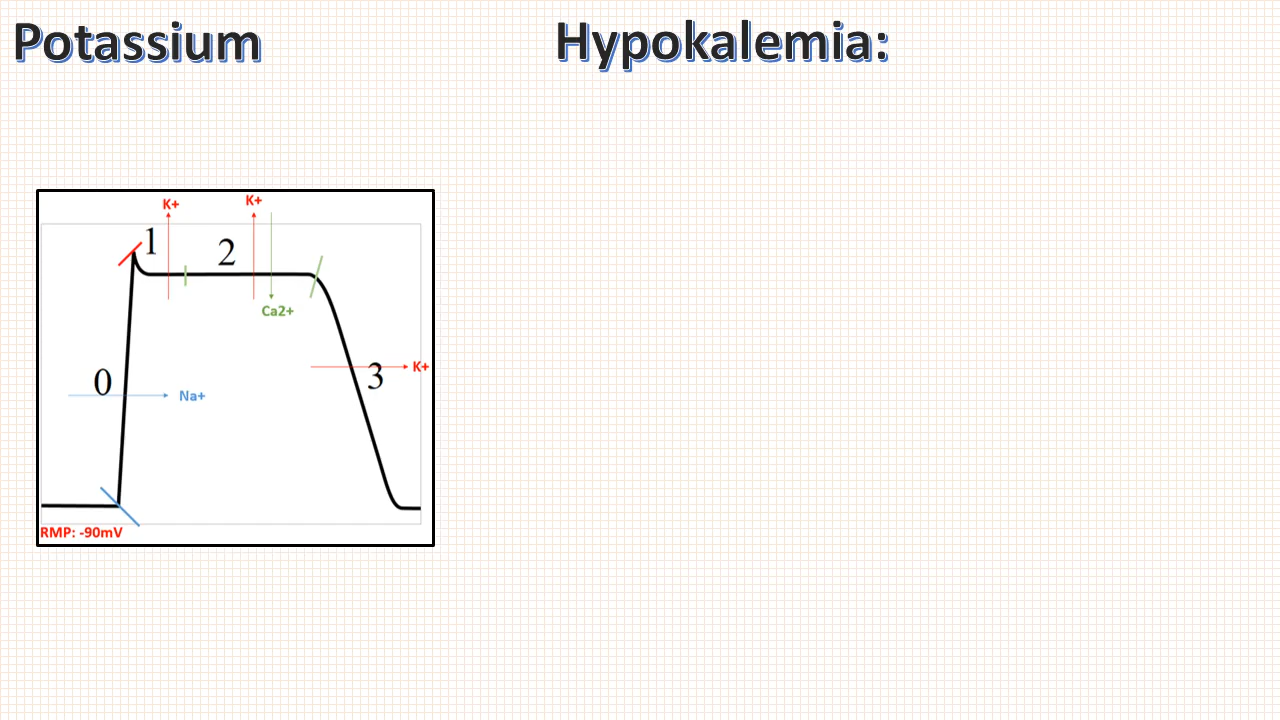 Potassium
Hypokalemia:
K+
K+
1
2
Ca2+
K+
3
0
Na+
RMP: -90mV